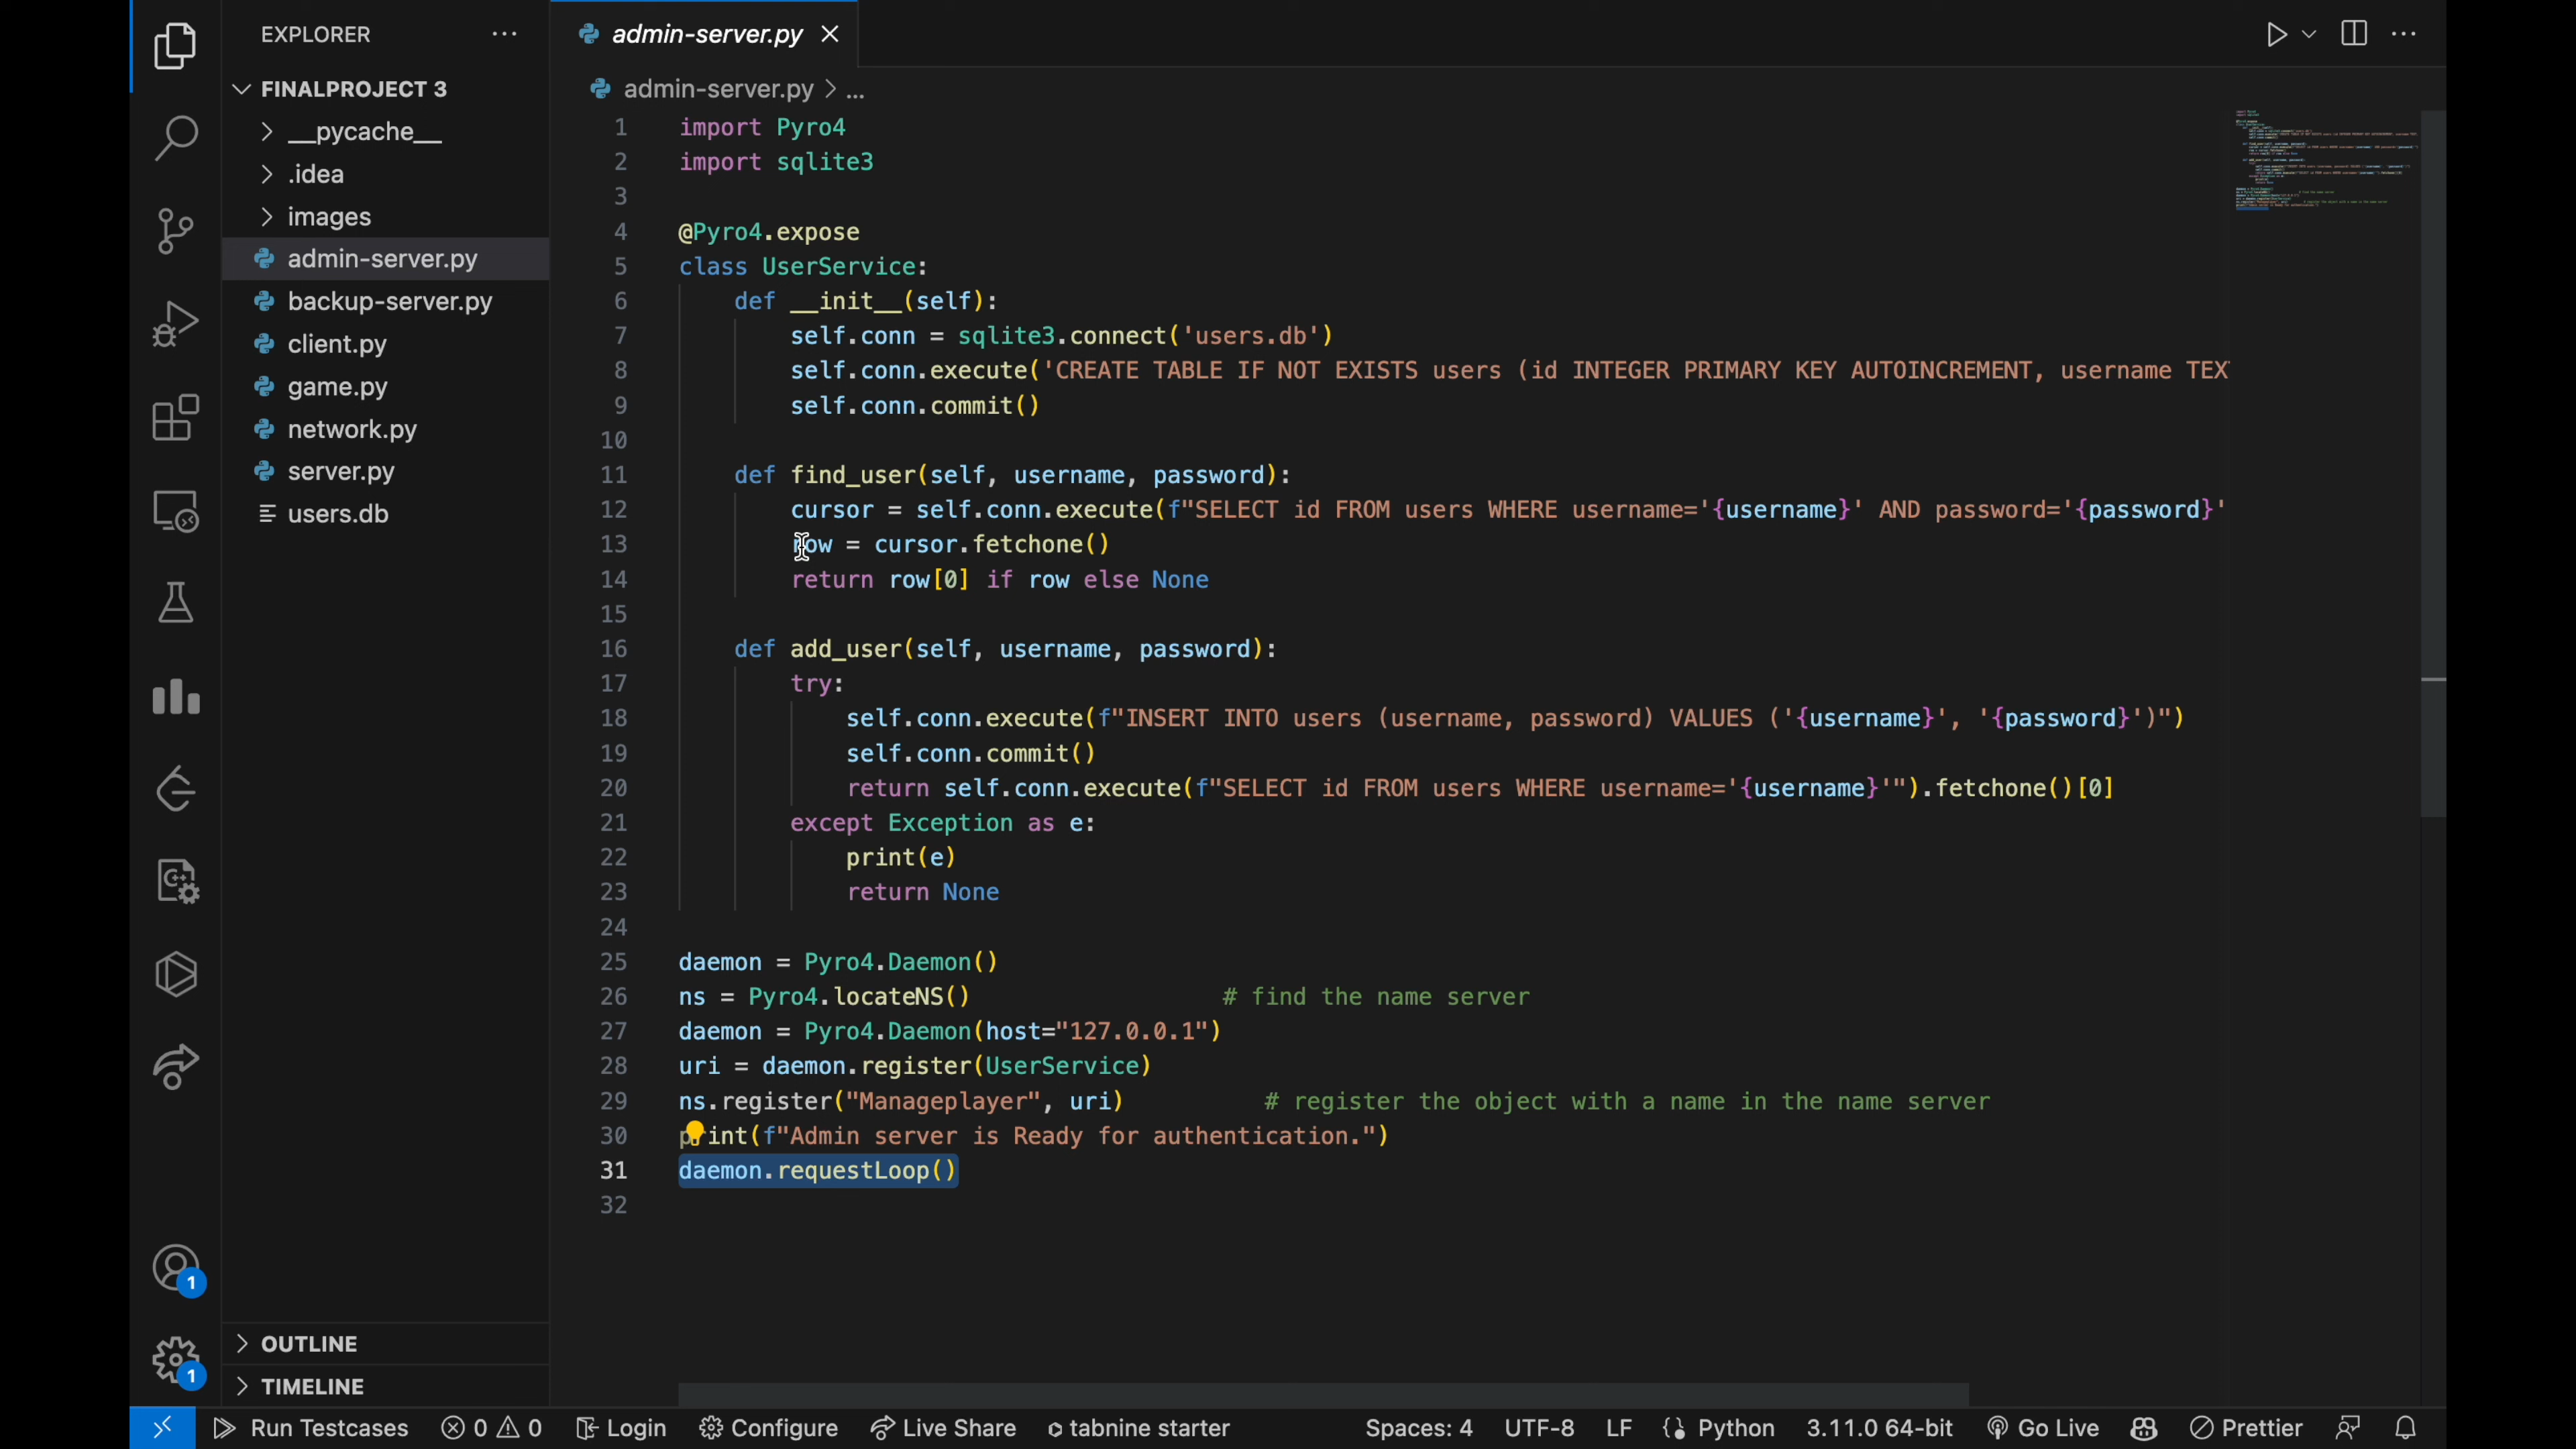 EXPLORER
FINALPROJECT 3
__pycache__
.idea
images
admin-server.py
backup-server.py
client.py
game.py
network.py
server.py
users.db
OUTLINE
TIMELINE
admin-server.py
admin-server.py > ...
1 import Pyro4
2 import sqlite3
3
4 @Pyro4.expose
5 class UserService:
6     def __init__(self):
7         self.conn = sqlite3.connect('users.db')
8         self.conn.execute('CREATE TABLE IF NOT EXISTS users (id INTEGER PRIMARY KEY AUTOINCREMENT, username TEX
9         self.conn.commit()
10
11     def find_user(self, username, password):
12         cursor = self.conn.execute(f"SELECT id FROM users WHERE username='{username}' AND password='{password}'
13         row = cursor.fetchone()
14         return row[0] if row else None
15
16     def add_user(self, username, password):
17         try:
18             self.conn.execute(f"INSERT INTO users (username, password) VALUES ('{username}', '{password}')")
19             self.conn.commit()
20             return self.conn.execute(f"SELECT id FROM users WHERE username='{username}'").fetchone()[0]
21         except Exception as e:
22             print(e)
23             return None
24
25 daemon = Pyro4.Daemon()
26 ns = Pyro4.locateNS()                  # find the name server
27 daemon = Pyro4.Daemon(host="127.0.0.1")
28 uri = daemon.register(UserService)
29 ns.register("Manageplayer", uri)          # register the object with a name in the name server
30 print(f"Admin server is Ready for authentication.")
31 daemon.requestLoop()
32
1
1
Run Testcases 0 0 Login Configure Live Share tabnine starter Spaces: 4 UTF-8 LF Python 3.11.0 64-bit Go Live Prettier